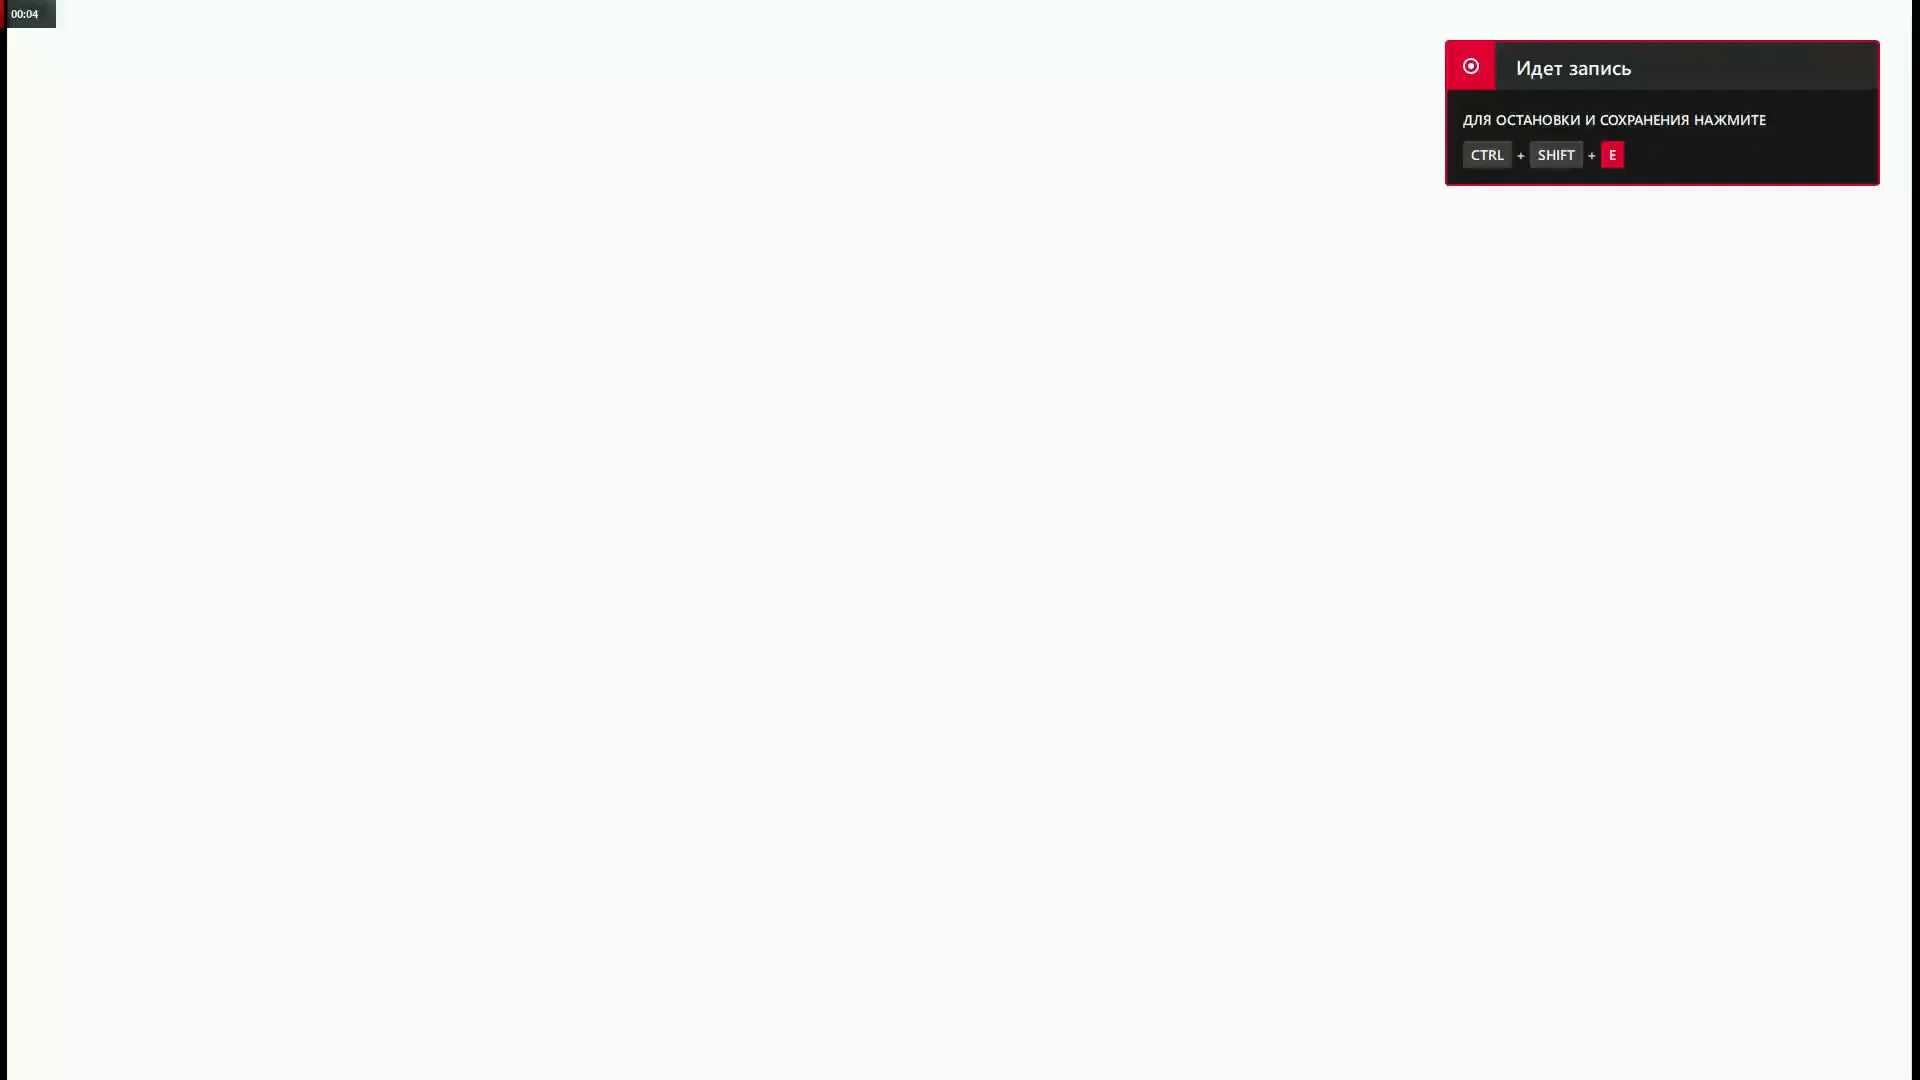 00:04
Идет запись
ДЛЯ ОСТАНОВКИ И СОХРАНЕНИЯ НАЖМИТЕ
CTRL + SHIFT + E